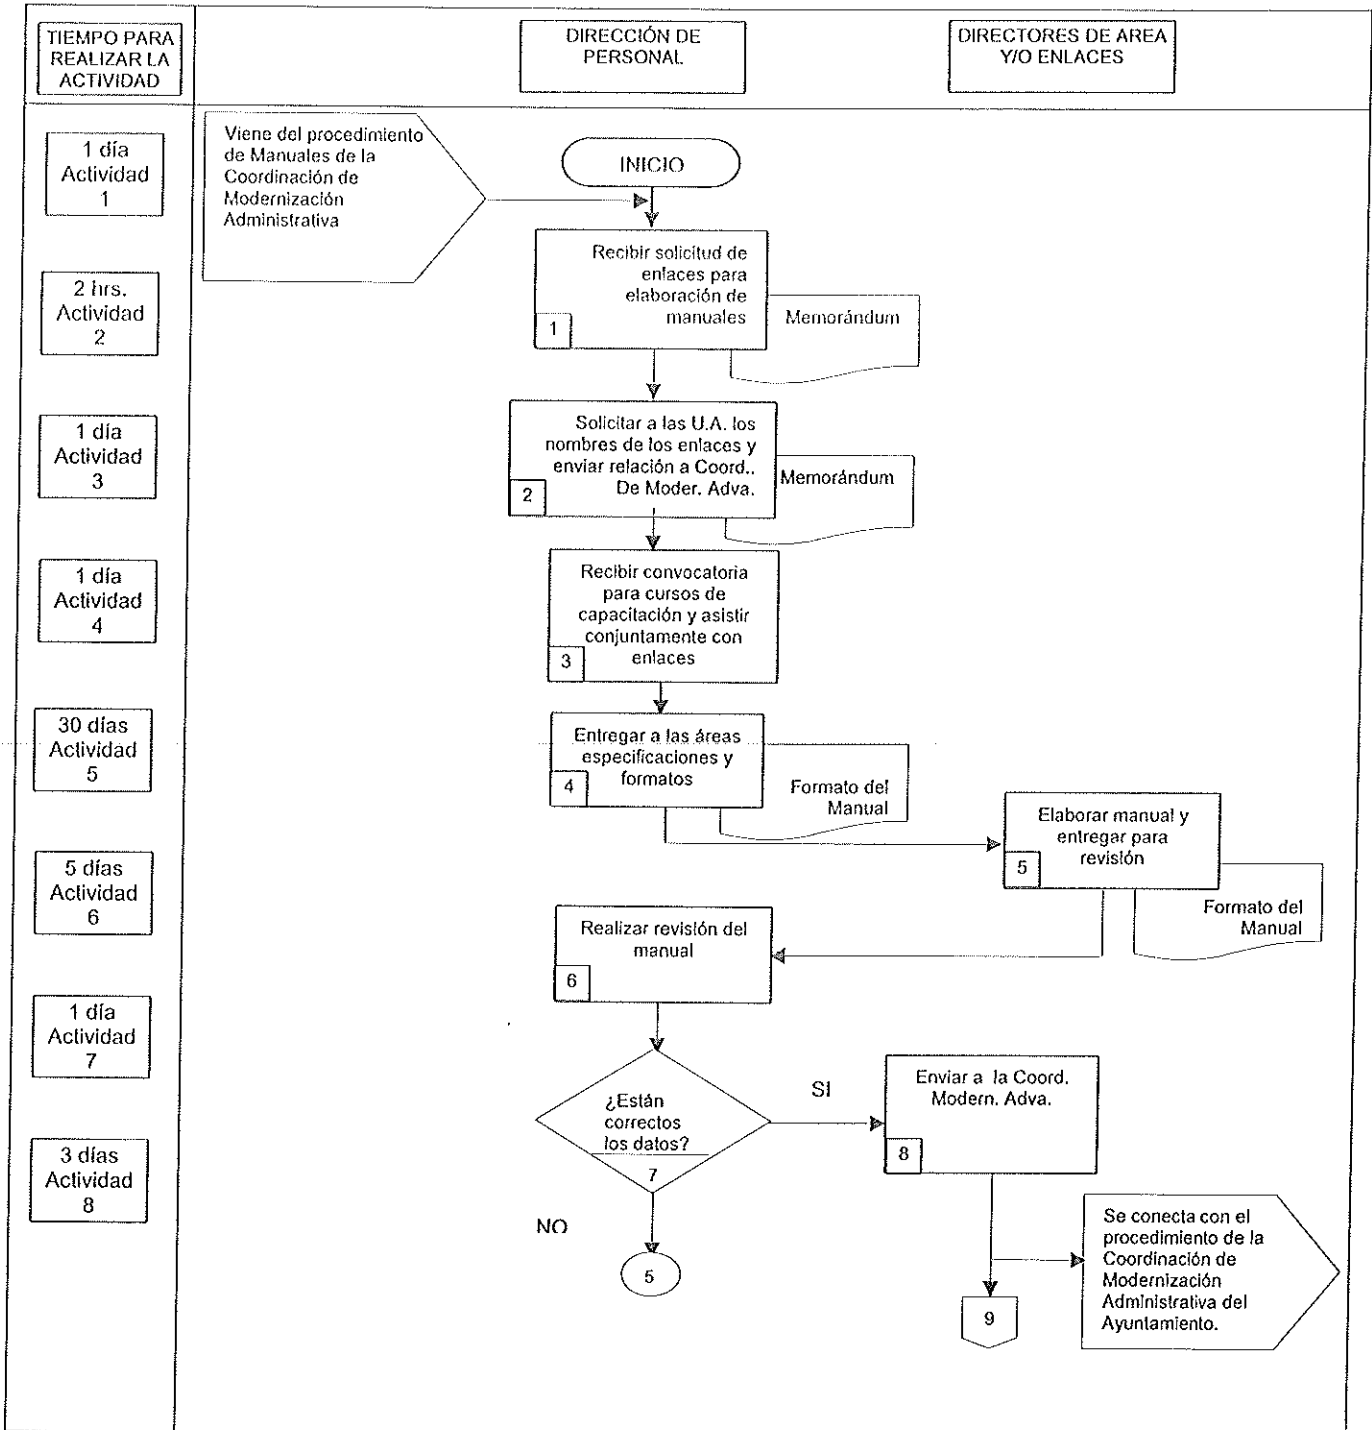 TIEMPO PARA
REALIZAR LA
ACTIVIDAD
DIRECCIÓN DE
PERSONAL
DIRECTORES DE AREA
Y/O ENLACES
1 día
Actividad
1
Viene del procedimiento
de Manuales de la
Coordinación de
Modernización
Administrativa
INICIO
Recibir solicitud de
enlaces para
elaboración de
manuales
1
Memorándum
2 hrs.
Actividad
2
Solicitar a las U.A. los
nombres de los enlaces y
enviar relación a Coord..
De Moder. Adva.
2
Memorándum
1 día
Actividad
3
Recibir convocatoria
para cursos de
capacitación y asistir
conjuntamente con
enlaces
3
1 día
Actividad
4
Entregar a las áreas
especificaciones y
formatos
4
Formato del
Manual
30 días
Actividad
5
Elaborar manual y
entregar para
revisión
5
Formato del
Manual
5 días
Actividad
6
Realizar revisión del
manual
6
1 día
Actividad
7
¿Están
correctos
los datos?
7
SI
Enviar a la Coord.
Modern. Adva.
8
3 días
Actividad
8
NO
5
9
Se conecta con el
procedimiento de la
Coordinación de
Modernización
Administrativa del
Ayuntamiento.